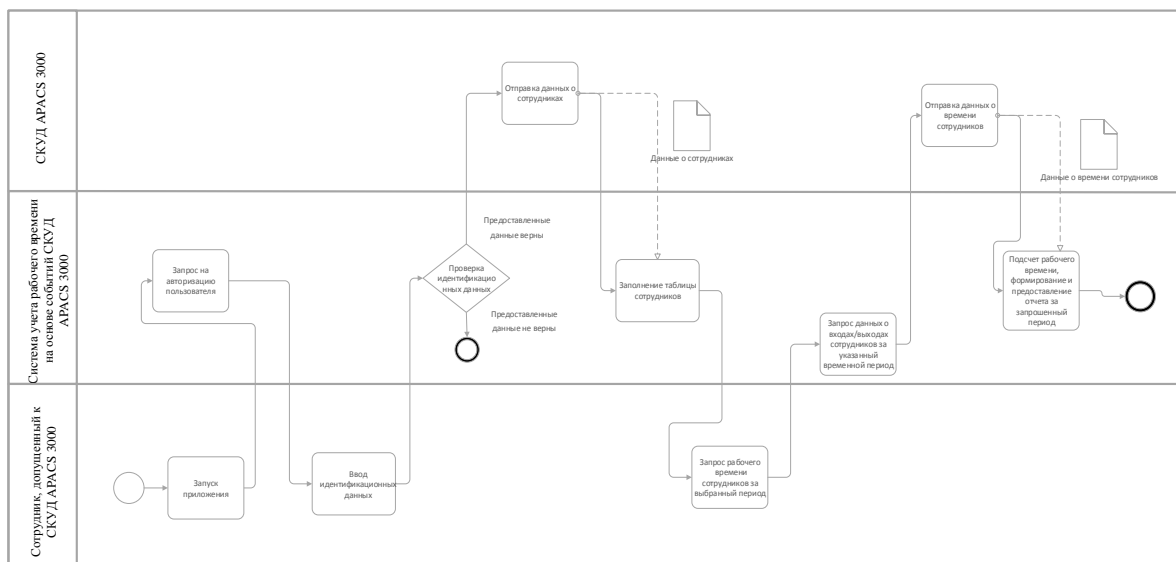 СКУД APACS 3000
Отправка данных о
сотрудниках
Данные о сотрудниках
Отправка данных о
времени
сотрудников
Данные о времени сотрудников
Система учета рабочего времени
на основе событий СКУД
APACS 3000
Запрос на
авторизацию
пользователя
Предоставленные
данные верны
Проверка
идентификацио
нных данных
Предоставленные
данные не верны
Заполнение таблицы
сотрудников
Запрос данных о
входах/выходах
сотрудников за
указанный
временной период
Подсчет рабочего
времени,
формирование и
предоставление
отчета за
запрошенный
период
Сотрудник, допущенный к
СКУД APACS 3000
Запуск
приложения
Ввод
идентификационных
данных
Запрос рабочего
времени
сотрудников за
выбранный период